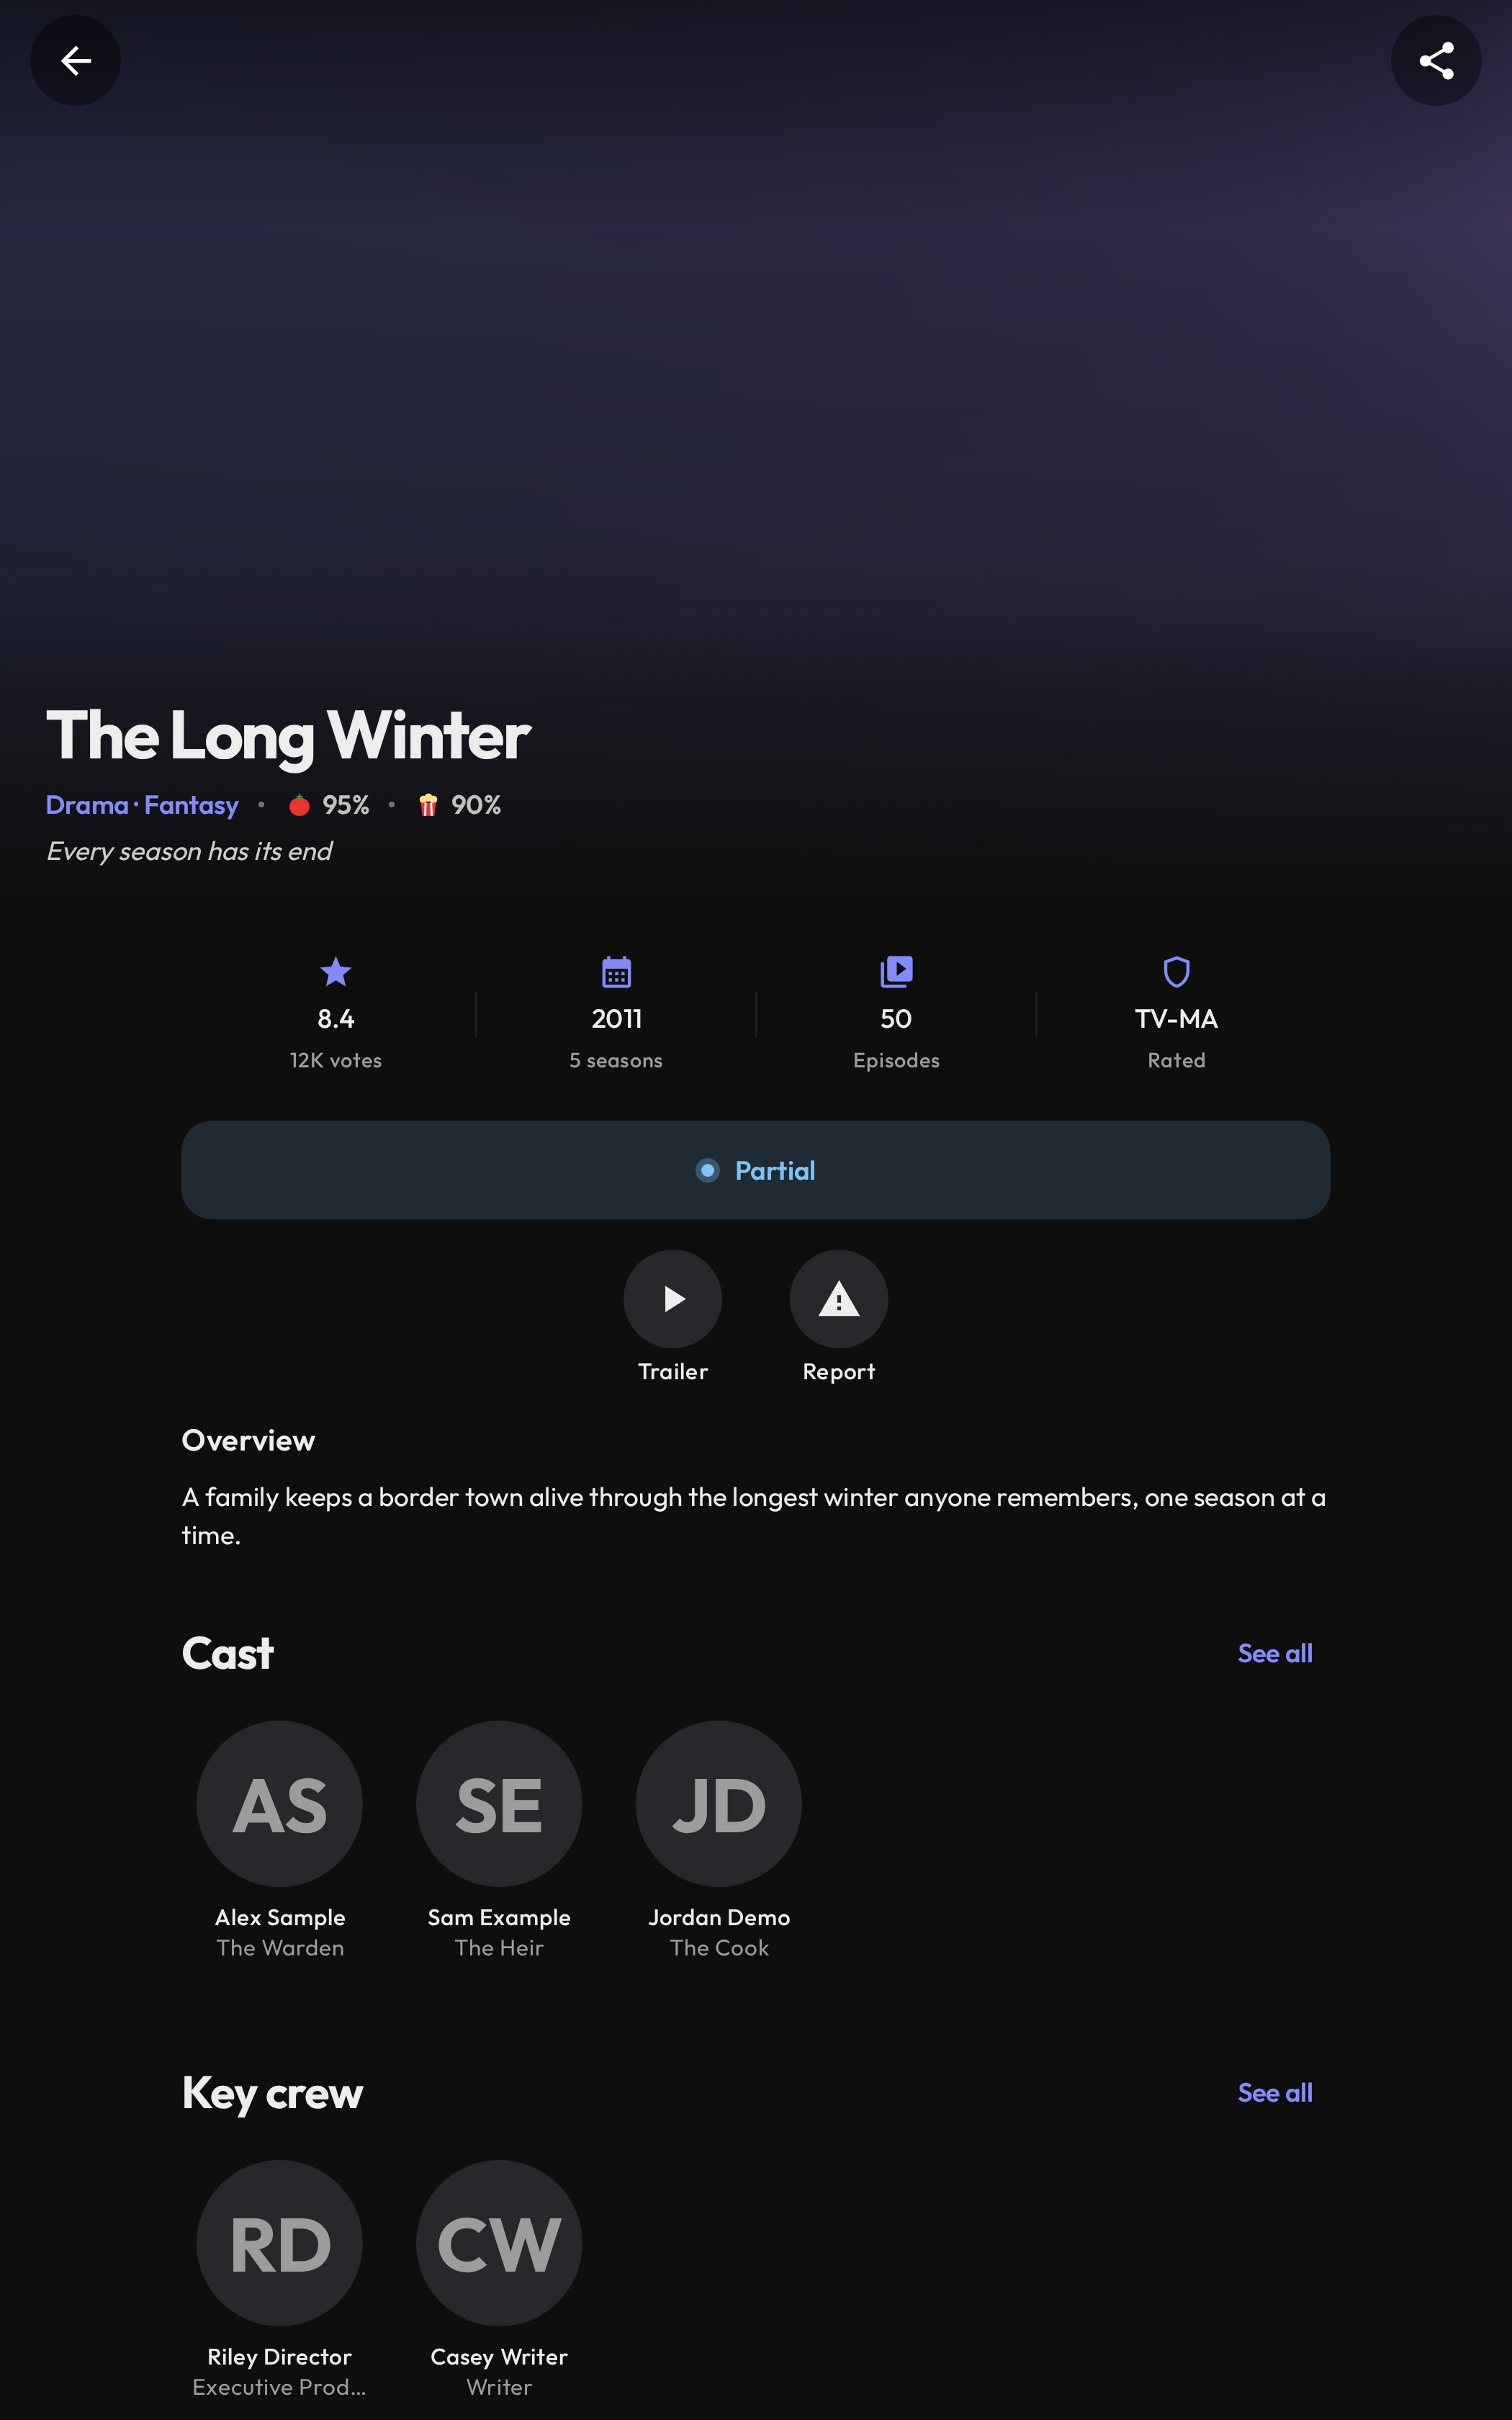 The Long Winter
Drama · Fantasy • 95% • 90%
Every season has its end
8.4 2011 50 TV-MA
12K votes 5 seasons Episodes Rated
Partial
Trailer Report
Overview
A family keeps a border town alive through the longest winter anyone remembers, one season at a
time.
Cast See all
AS SE JD
Alex Sample Sam Example Jordan Demo
The Warden The Heir The Cook
Key crew See all
RD CW
Riley Director Casey Writer
Executive Prod... Writer